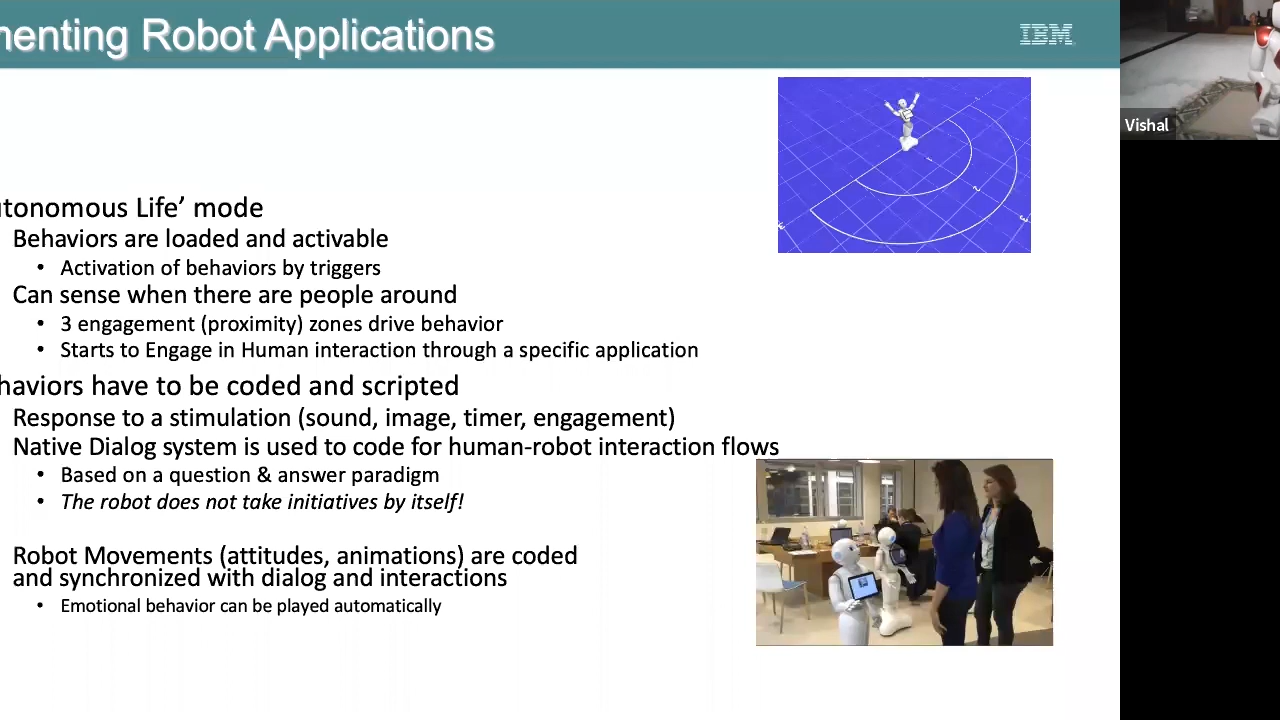 menting Robot Applications
IBM
Vishal
utonomous Life’ mode
Behaviors are loaded and activable
• Activation of behaviors by triggers
Can sense when there are people around
• 3 engagement (proximity) zones drive behavior
• Starts to Engage in Human interaction through a specific application
haviors have to be coded and scripted
Response to a stimulation (sound, image, timer, engagement)
Native Dialog system is used to code for human-robot interaction flows
• Based on a question & answer paradigm
• The robot does not take initiatives by itself!
Robot Movements (attitudes, animations) are coded
and synchronized with dialog and interactions
• Emotional behavior can be played automatically
1
2
3